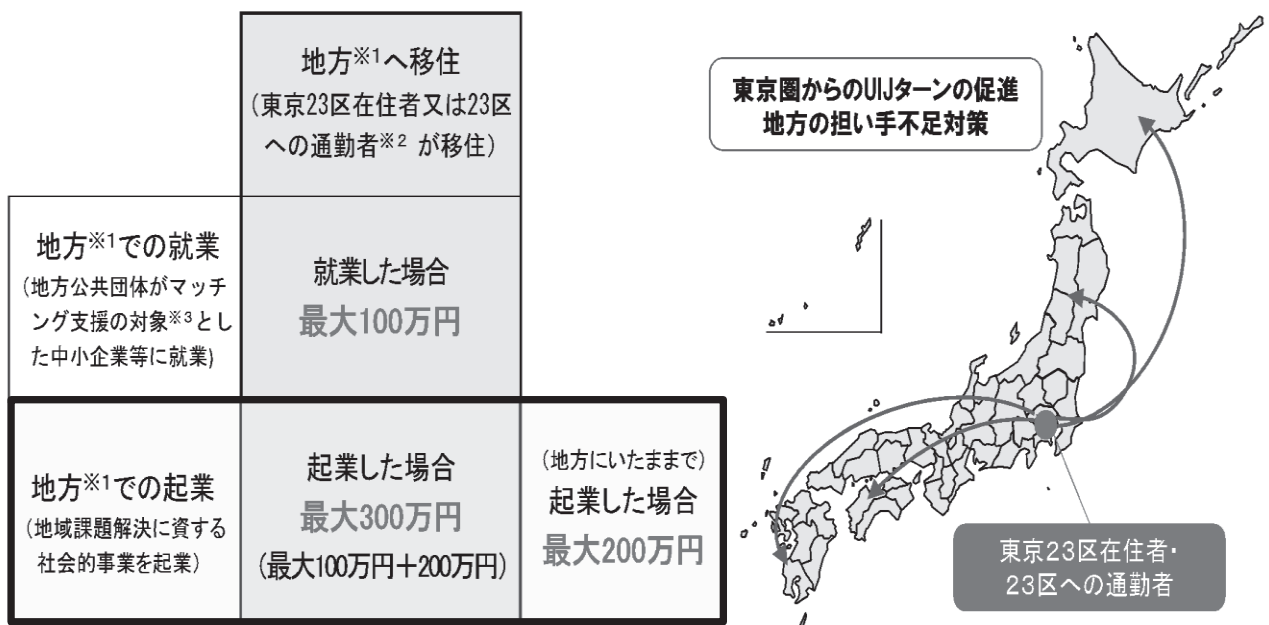 地方※1へ移住
(東京23区在住者又は23区
への通勤者※2 が移住)
地方※1での就業
(地方公共団体がマッチ
ング支援の対象※3とし
た中小企業等に就業)
就業した場合
最大100万円
地方※1での起業
(地域課題解決に資する
社会的事業を起業)
起業した場合
最大300万円
(最大100万円＋200万円)
(地方にいたままで)
起業した場合
最大200万円
東京圏からのUIJターンの促進
地方の担い手不足対策
東京23区在住者・
23区への通勤者